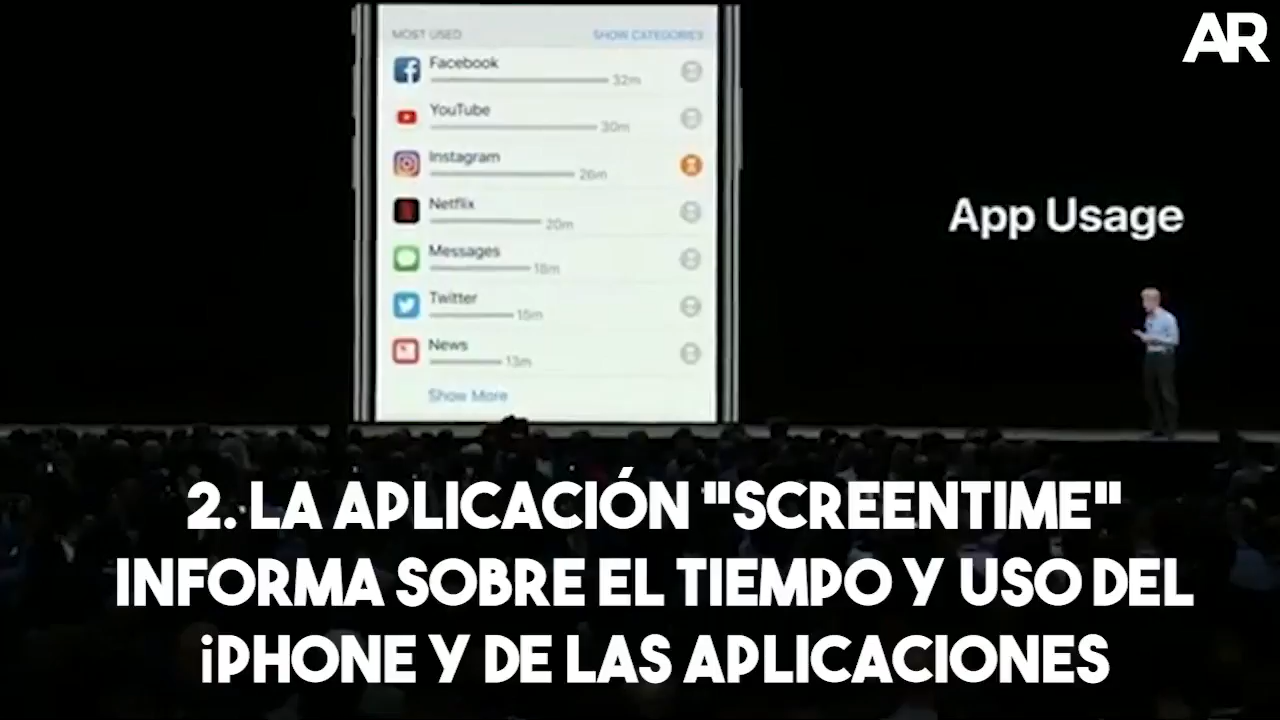 AR
MOST USED SHOW CATEGORIES
Facebook
32m
YouTube
30m
Instagram
26m
Netflix
20m
Messages
18m
Twitter
15m
News
13m
Show More
App Usage
2. LA APLICACIÓN "SCREENTIME"
INFORMA SOBRE EL TIEMPO Y USO DEL
iPHONE Y DE LAS APLICACIONES